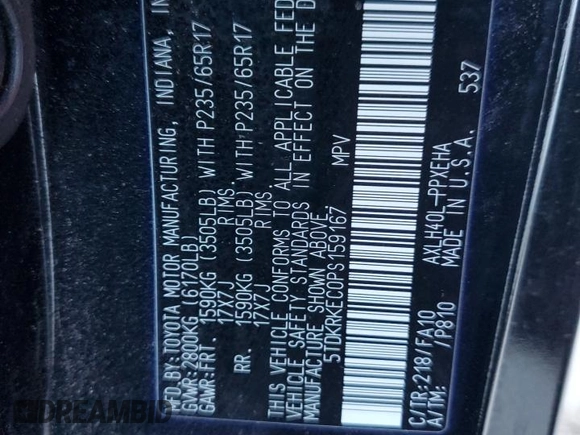 MFD.BY:TOYOTA MOTOR MANUFACTURING, INDIANA, IN
GVWR:2800KG (6170LB)
GAWR:FRT. 1590KG (3505LB) WITH P235/65R17
17X7J RIMS
RR. 1590KG (3505LB) WITH P235/65R17
17X7J RIMS
THIS VEHICLE CONFORMS TO ALL APPLICABLE FED
VEHICLE SAFETY STANDARDS IN EFFECT ON THE D
MANUFACTURE SHOWN ABOVE.
5TDKRKEC0PS159167 MPV
C/TR:218/FA10 AXLH40L-PPXEHA
A/TM: /P810 MADE IN U.S.A. 537
DREAMBID